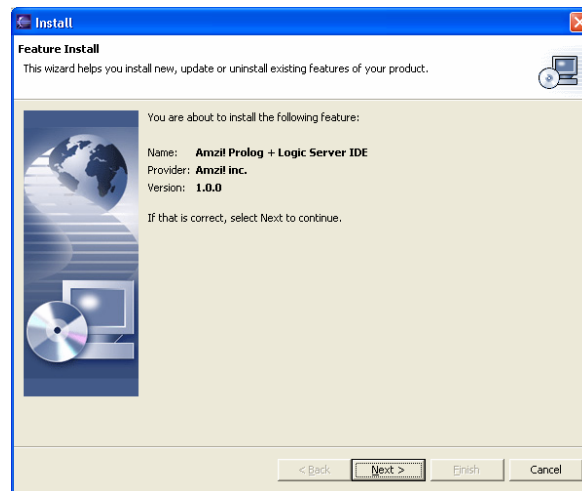 Install
Feature Install
This wizard helps you install new, update or uninstall existing features of your product.
You are about to install the following feature:
Name: Amzi! Prolog + Logic Server IDE
Provider: Amzi! inc.
Version: 1.0.0
If that is correct, select Next to continue.
< Back Next > Finish Cancel